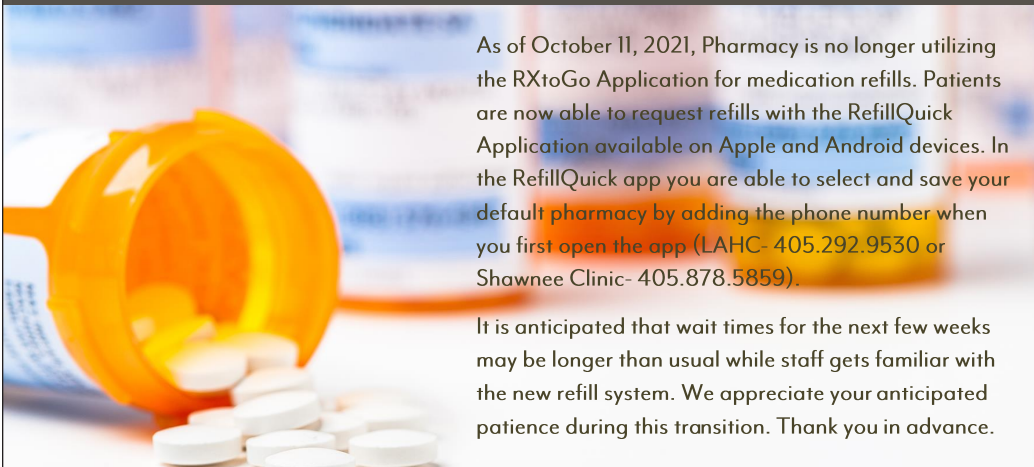 As of October 11, 2021, Pharmacy is no longer utilizing
the RXtoGo Application for medication refills. Patients
are now able to request refills with the RefillQuick
Application available on Apple and Android devices. In
the RefillQuick app you are able to select and save your
default pharmacy by adding the phone number when
you first open the app (LAHC- 405.292.9530 or
Shawnee Clinic- 405.878.5859).
It is anticipated that wait times for the next few weeks
may be longer than usual while staff gets familiar with
the new refill system. We appreciate your anticipated
patience during this transition. Thank you in advance.